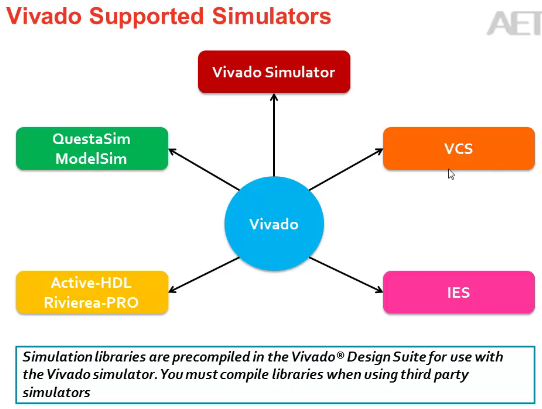 Vivado Supported Simulators
AET
Vivado Simulator
QuestaSim
ModelSim
VCS
Vivado
Active-HDL
Rivierea-PRO
IES
Simulation libraries are precompiled in the Vivado® Design Suite for use with
the Vivado simulator. You must compile libraries when using third party
simulators